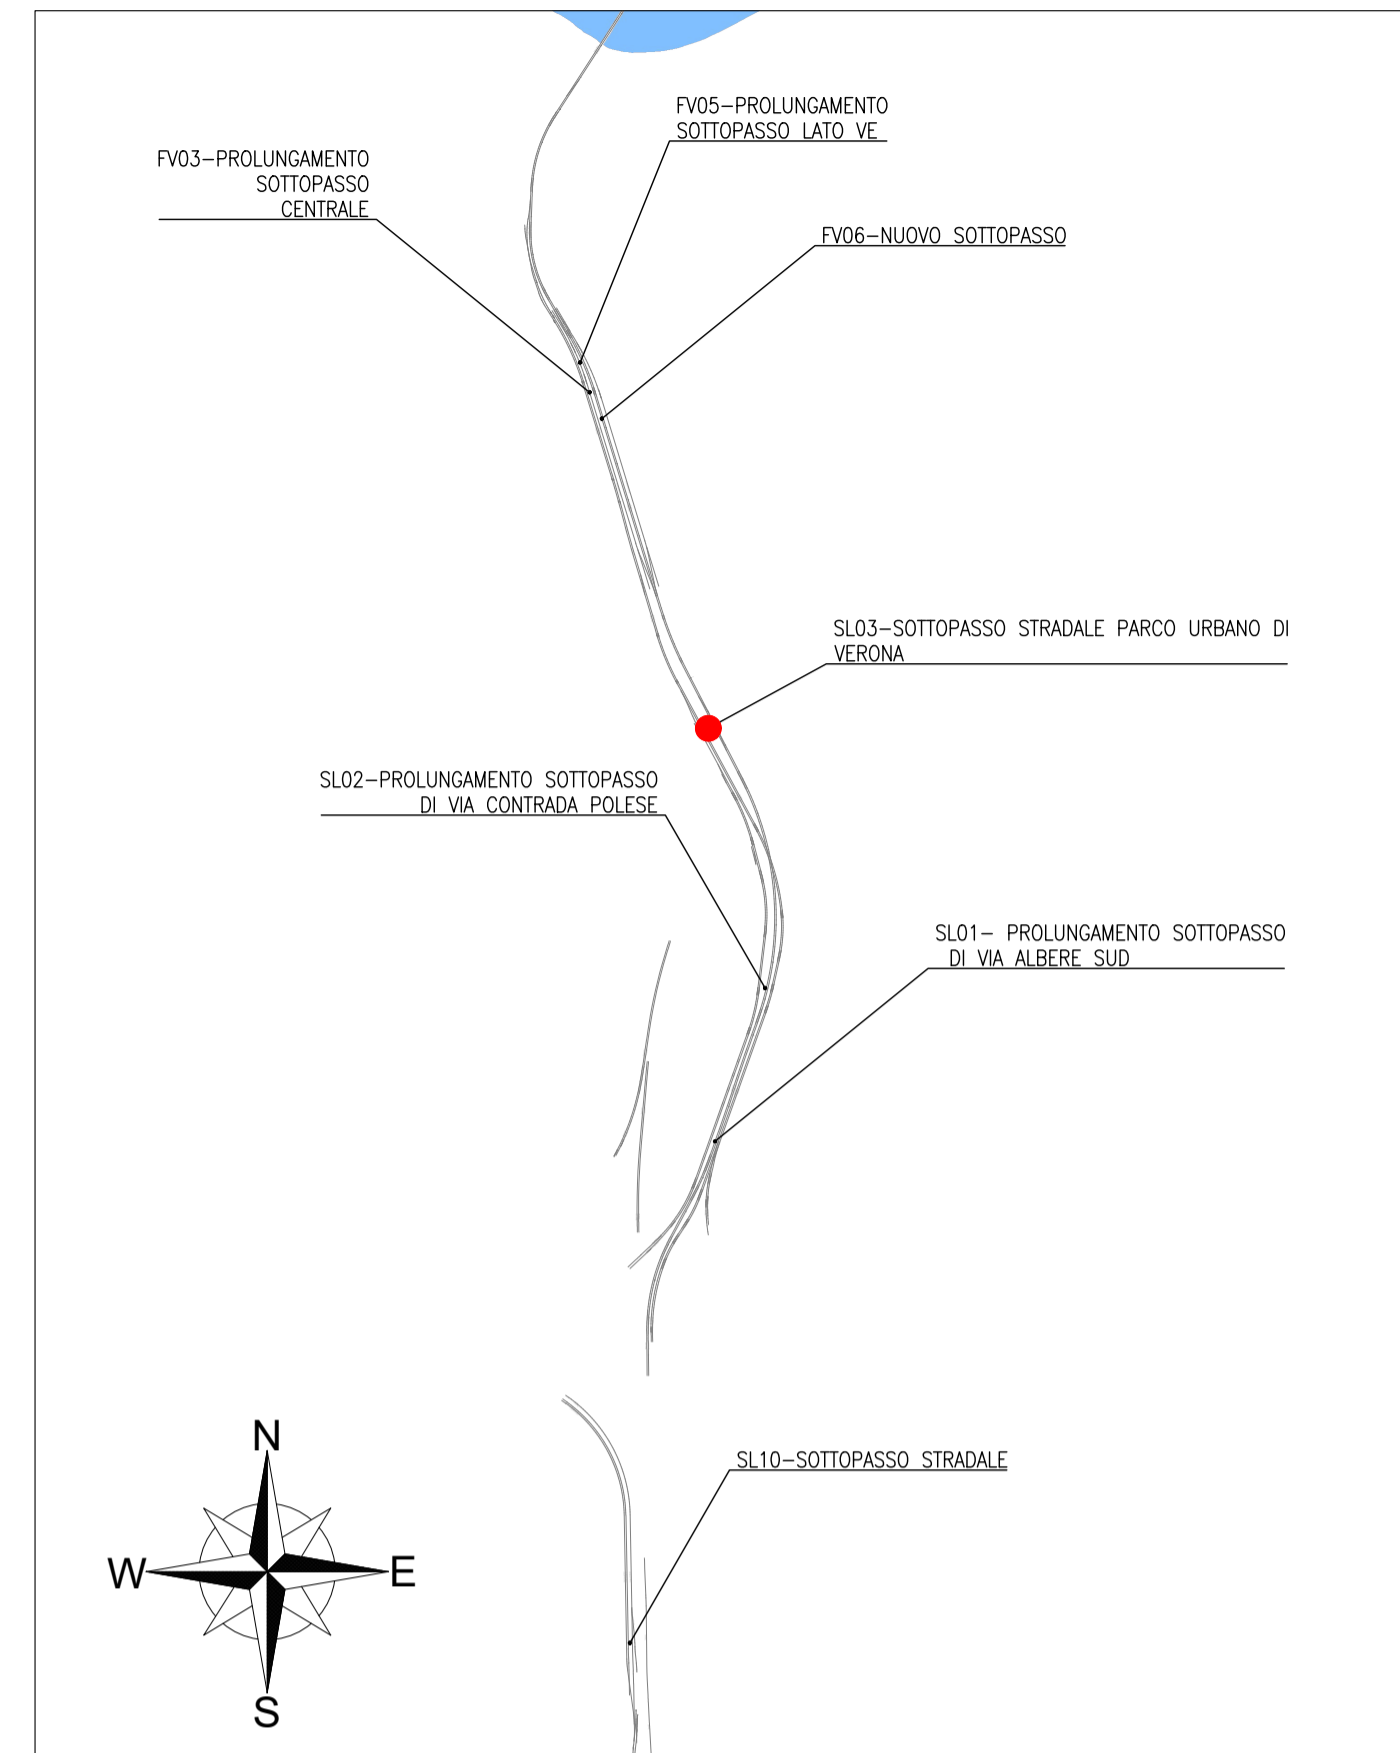 FV05-PROLUNGAMENTO
SOTTOPASSO LATO VE
FV03-PROLUNGAMENTO
SOTTOPASSO
CENTRALE
FV06-NUOVO SOTTOPASSO
SL03-SOTTOPASSO STRADALE PARCO URBANO DI
VERONA
SL02-PROLUNGAMENTO SOTTOPASSO
DI VIA CONTRADA POLESE
SL01- PROLUNGAMENTO SOTTOPASSO
DI VIA ALBERE SUD
SL10-SOTTOPASSO STRADALE
N
W
E
S